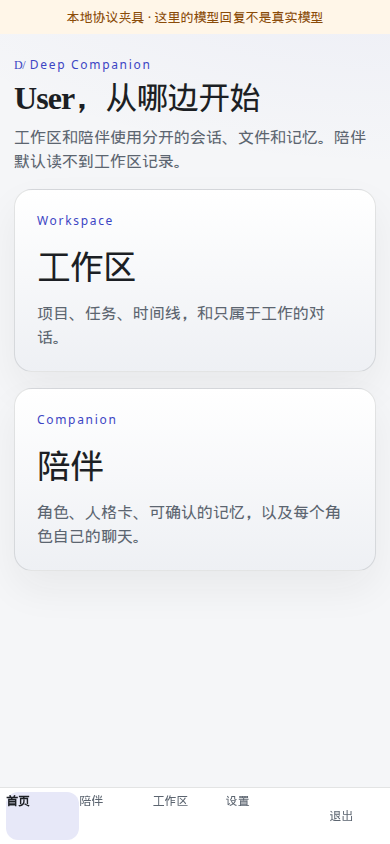 本地协议夹具 · 这里的模型回复不是真实模型
D/ Deep Companion
User，从哪边开始
工作区和陪伴使用分开的会话、文件和记忆。陪伴
默认读不到工作区记录。
Workspace
工作区
项目、任务、时间线，和只属于工作的对
话。
Companion
陪伴
角色、人格卡、可确认的记忆，以及每个角
色自己的聊天。
首页 陪伴 工作区 设置
退出